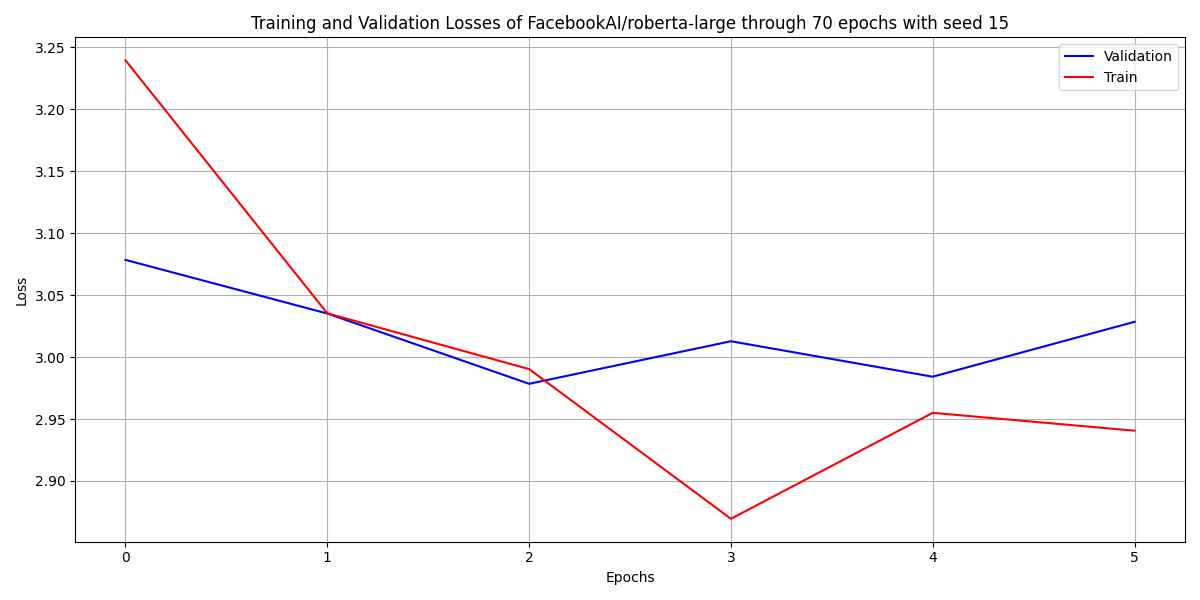 Training and Validation Losses of FacebookAI/roberta-large through 70 epochs with seed 15
Validation
Train
3.25
3.20
3.15
3.10
3.05
3.00
2.95
2.90
Loss
0 1 2 3 4 5
Epochs